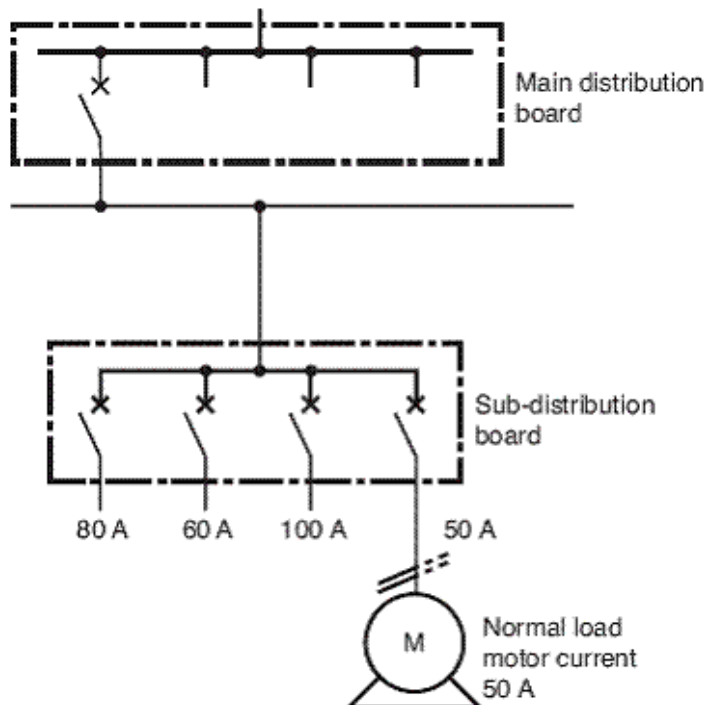 Main distribution
board
Sub-distribution
board
80 A
60 A
100 A
50 A
M
Normal load
motor current
50 A